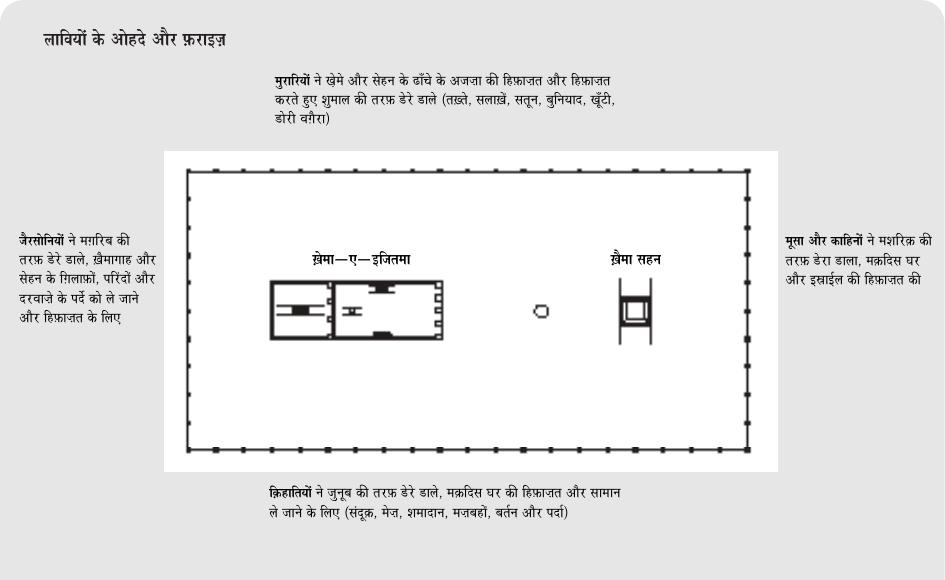 लावियों के ओहदे और फ़राइज़
मुरारियों ने ख़ेमे और सेहन के ढाँचे के अजज़ा की हिफ़ाज़त और हिफ़ाज़त
करते हुए शुमाल की तरफ़ डेरे डाले (तख़्ते, सलाख़ें, सतून, बुनियाद, खूँटी,
डोरी वग़ैरा)
जैरसोनियों ने मग़रिब की
तरफ़ डेरे डाले, ख़ैमागाह और
सेहन के ग़िलाफ़ों, परिंदों और
दरवाज़े के पर्दे को ले जाने
और हिफ़ाज़त के लिए
ख़ेमा—ए—इजितमा
ख़ैमा सहन
मूसा और काहिनों ने मशरिक़ की
तरफ़ डेरा डाला, मक़दिस घर
और इस्राईल की हिफ़ाज़त की
क़िहातियों ने जुनूब की तरफ़ डेरे डाले, मक़दिस घर की हिफ़ाज़त और सामान
ले जाने के लिए (संदूक़, मेज़, शमादान, मज़बहों, बर्तन और पर्दा)